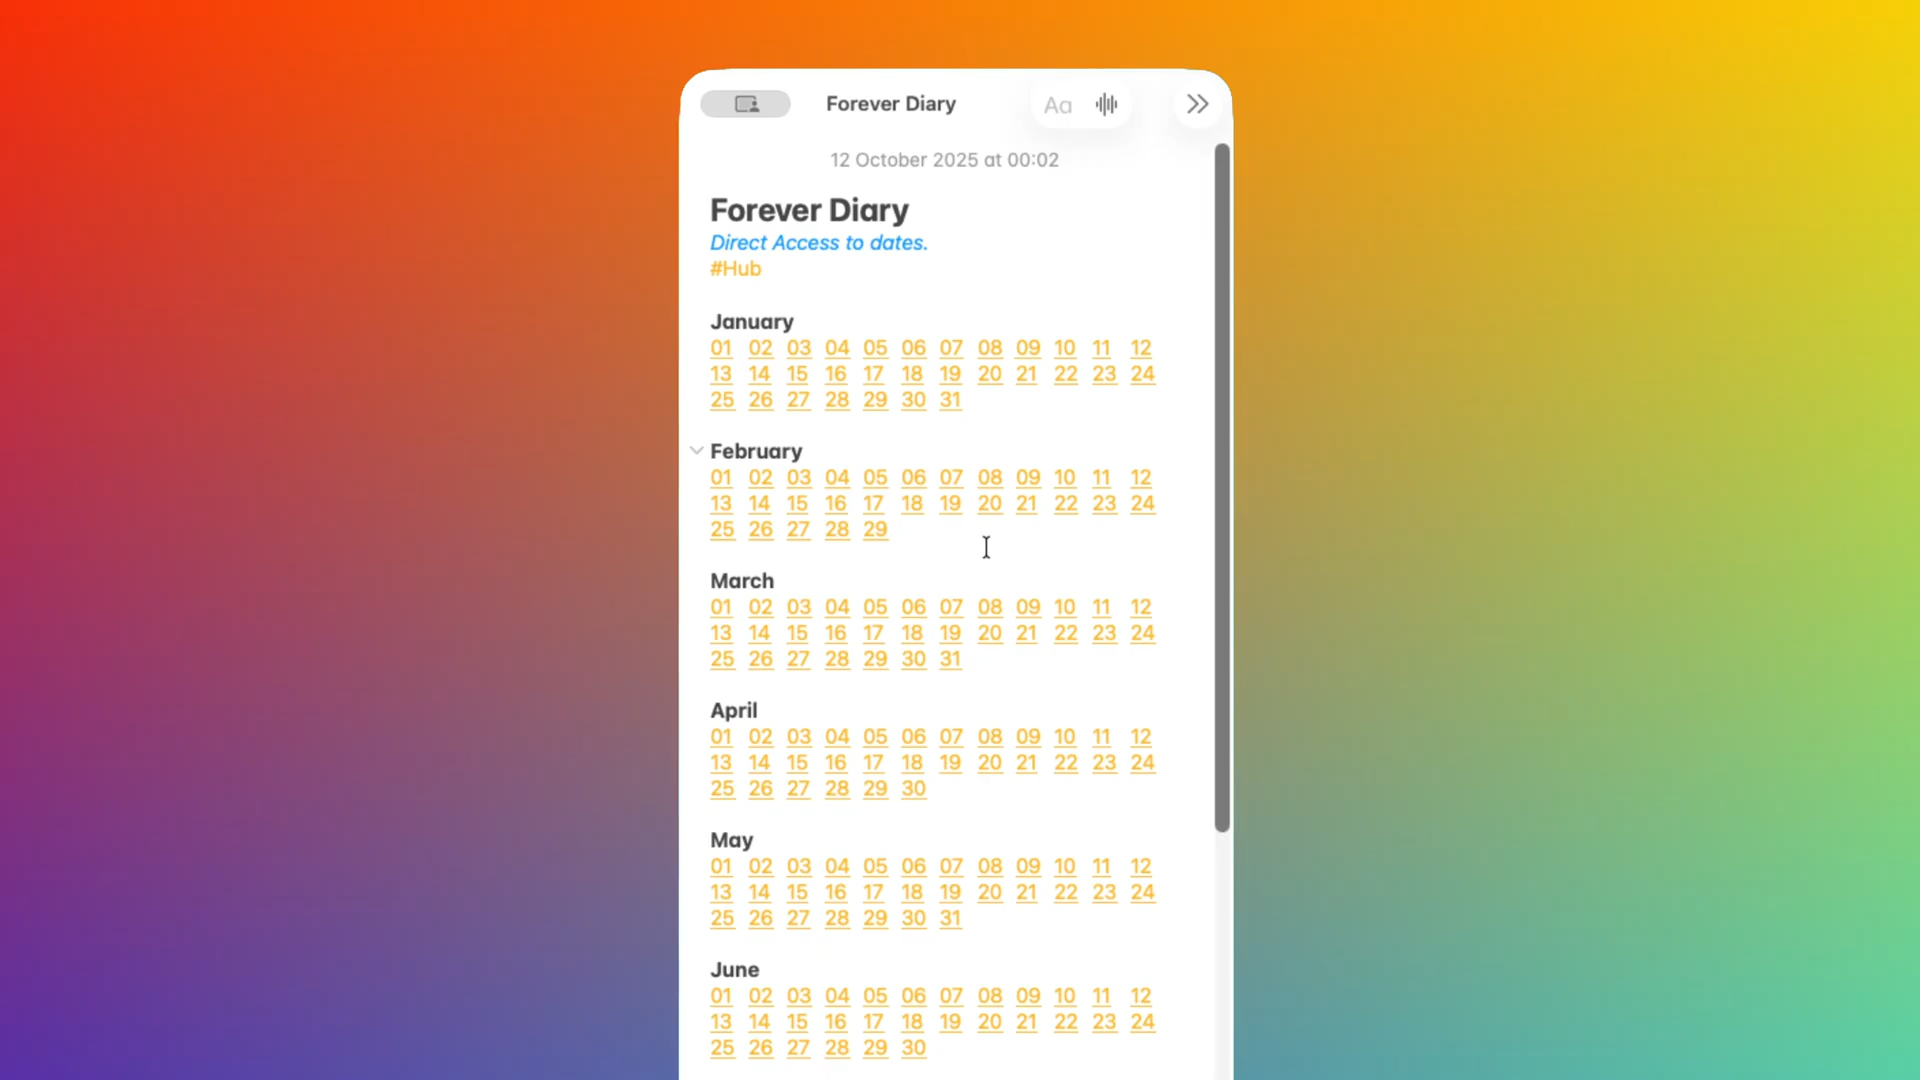 Forever Diary Aa
12 October 2025 at 00:02
Forever Diary
Direct Access to dates.
#Hub
January
01 02 03 04 05 06 07 08 09 10 11 12
13 14 15 16 17 18 19 20 21 22 23 24
25 26 27 28 29 30 31
February
01 02 03 04 05 06 07 08 09 10 11 12
13 14 15 16 17 18 19 20 21 22 23 24
25 26 27 28 29
March
01 02 03 04 05 06 07 08 09 10 11 12
13 14 15 16 17 18 19 20 21 22 23 24
25 26 27 28 29 30 31
April
01 02 03 04 05 06 07 08 09 10 11 12
13 14 15 16 17 18 19 20 21 22 23 24
25 26 27 28 29 30
May
01 02 03 04 05 06 07 08 09 10 11 12
13 14 15 16 17 18 19 20 21 22 23 24
25 26 27 28 29 30 31
June
01 02 03 04 05 06 07 08 09 10 11 12
13 14 15 16 17 18 19 20 21 22 23 24
25 26 27 28 29 30